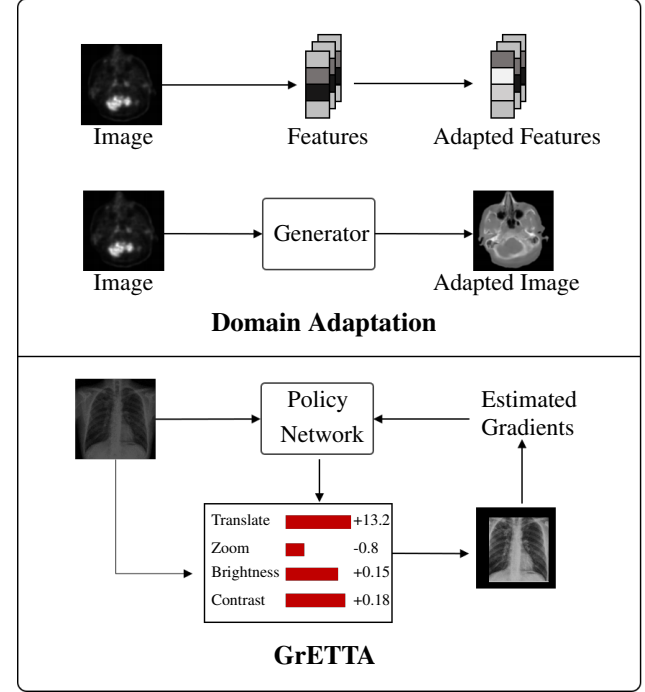 Image
Features
Adapted Features
Generator
Image
Adapted Image
Domain Adaptation
Policy
Network
Estimated
Gradients
Translate +13.2
Zoom -0.8
Brightness +0.15
Contrast +0.18
GrETTA